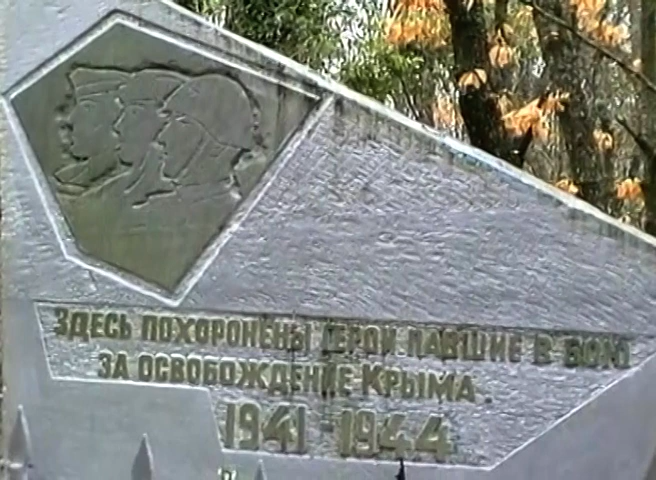 ЗДЕСЬ ПОХОРОНЕНЫ ГЕРОИ ПАВШИЕ В БОЮ
ЗА ОСВОБОЖДЕНИЕ КРЫМА.
1941 - 1944